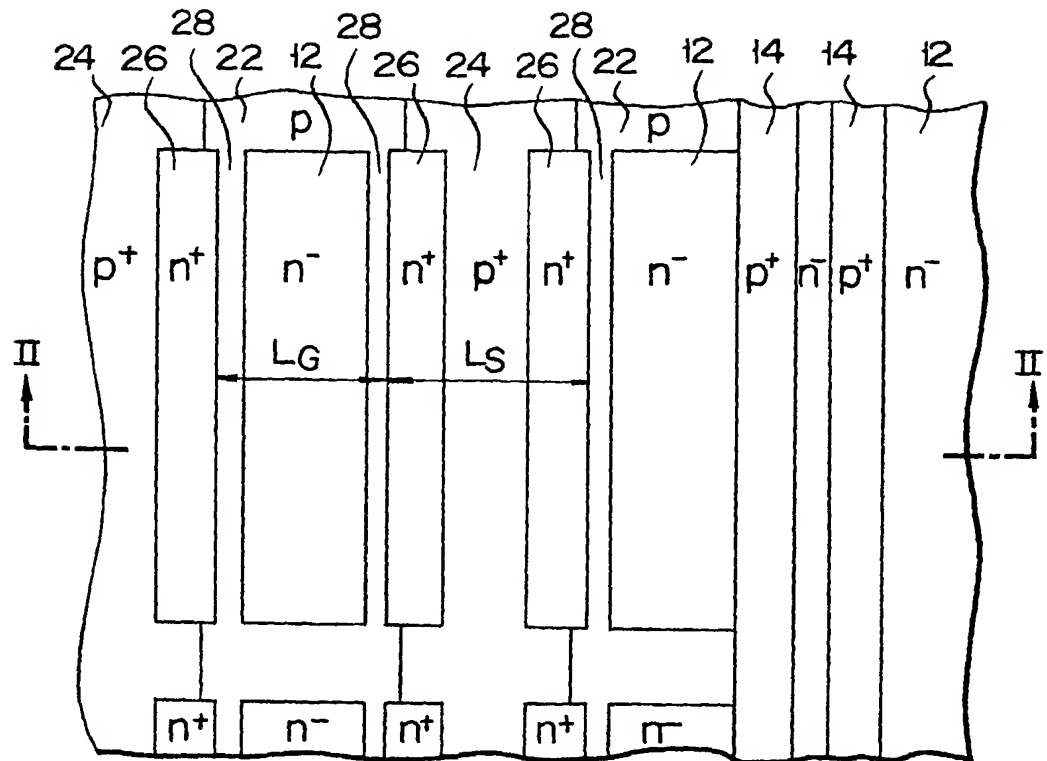 28 28 28
24 26 22 12 26 24 26 22 12 14 14 12
p p
p⁺ n⁺ n⁻ n⁺ p⁺ n⁺ n⁻ p⁺ n⁻ p⁺ n⁻
II LG LS II
n⁺ n⁻ n⁺ n⁺ n⁻